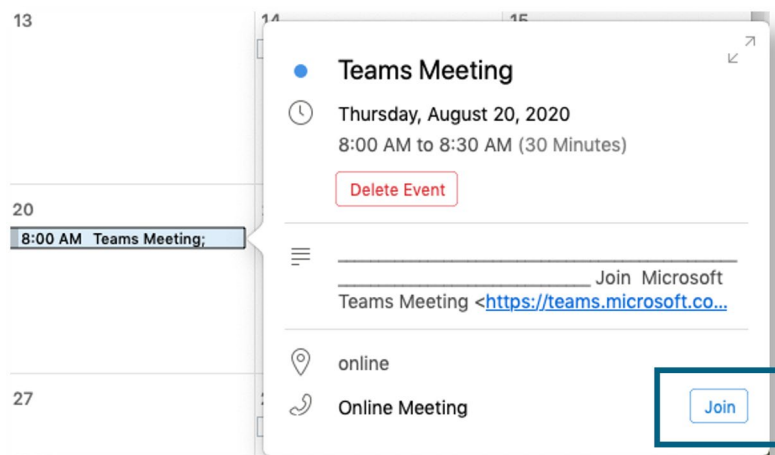 13
14
15
Teams Meeting
Thursday, August 20, 2020
8:00 AM to 8:30 AM (30 Minutes)
Delete Event
20
8:00 AM Teams Meeting;
Join Microsoft
Teams Meeting <https://teams.microsoft.co...
online
27
Online Meeting
Join